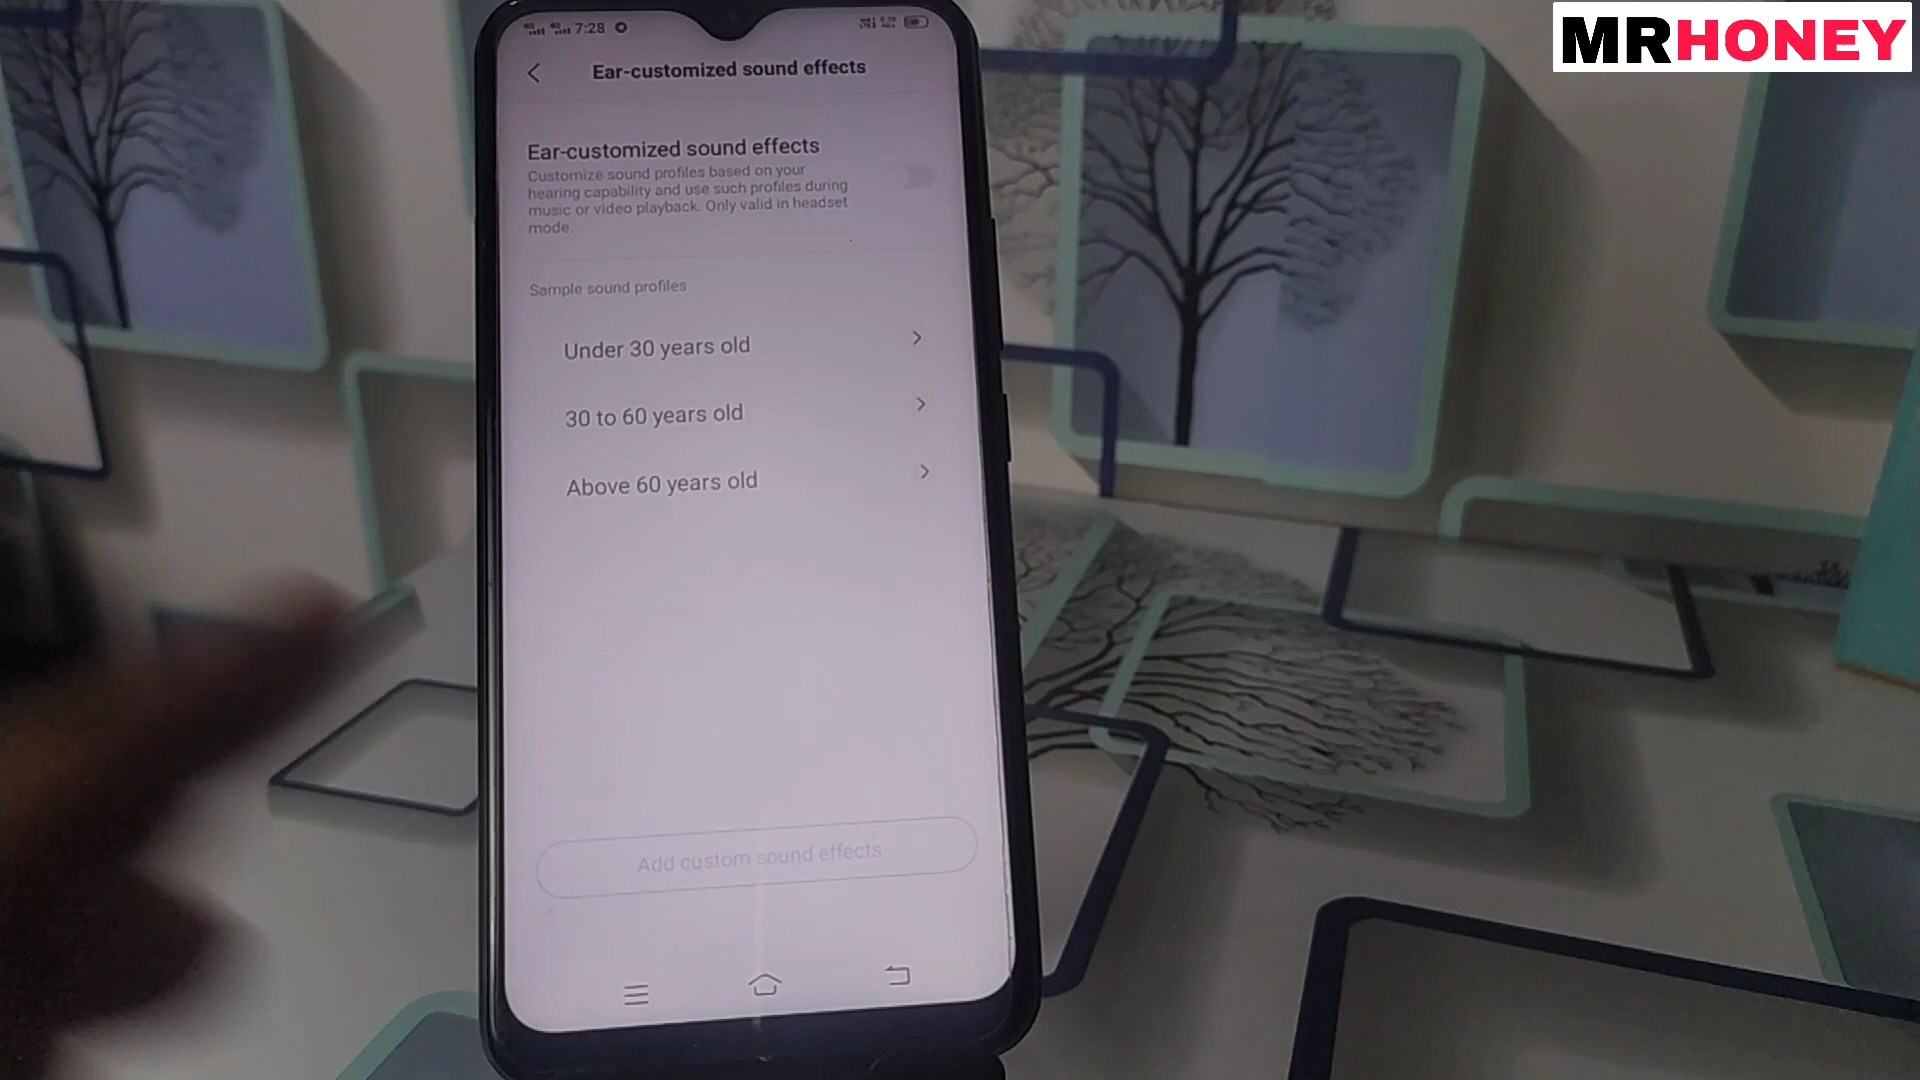 MRHONEY
7:28
Ear-customized sound effects
Ear-customized sound effects
Customize sound profiles based on your
hearing capability and use such profiles during
music or video playback. Only valid in headset
mode.
Sample sound profiles
Under 30 years old
30 to 60 years old
Above 60 years old
Add custom sound effects